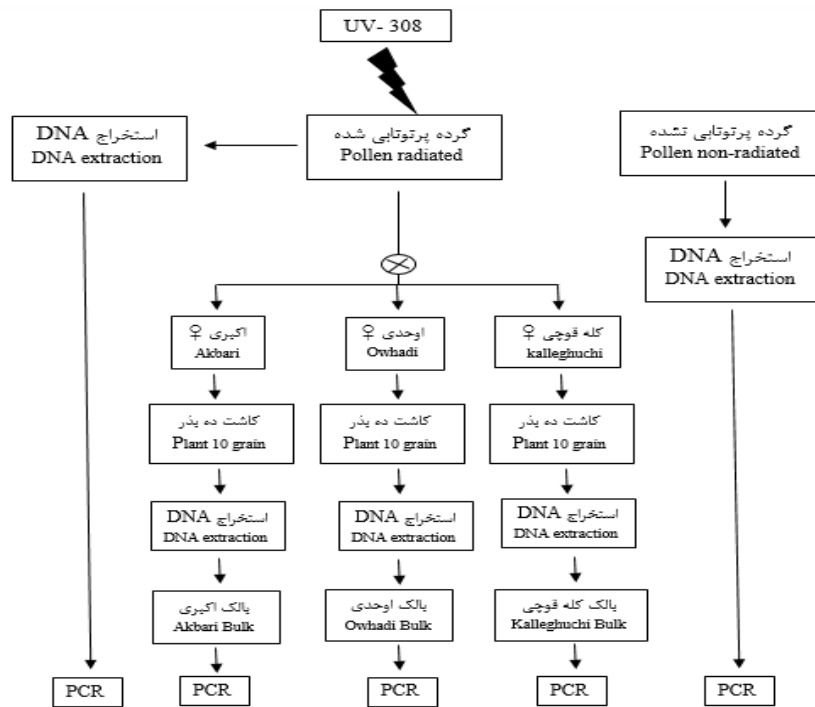 UV- 308
استخراج DNA
DNA extraction
گرده پرتوتابی شده
Pollen radiated
گرده پرتوتابی نشده
Pollen non-radiated
استخراج DNA
DNA extraction
اکبری ♀
Akbari
اوحدی ♀
Owhadi
کله قوچی ♀
kalleghuchi
کاشت ده بذر
Plant 10 grain
کاشت ده بذر
Plant 10 grain
کاشت ده بذر
Plant 10 grain
استخراج DNA
DNA extraction
استخراج DNA
DNA extraction
استخراج DNA
DNA extraction
بالک اکبری
Akbari Bulk
بالک اوحدی
Owhadi Bulk
بالک کله قوچی
Kalleghuchi Bulk
PCR
PCR
PCR
PCR
PCR